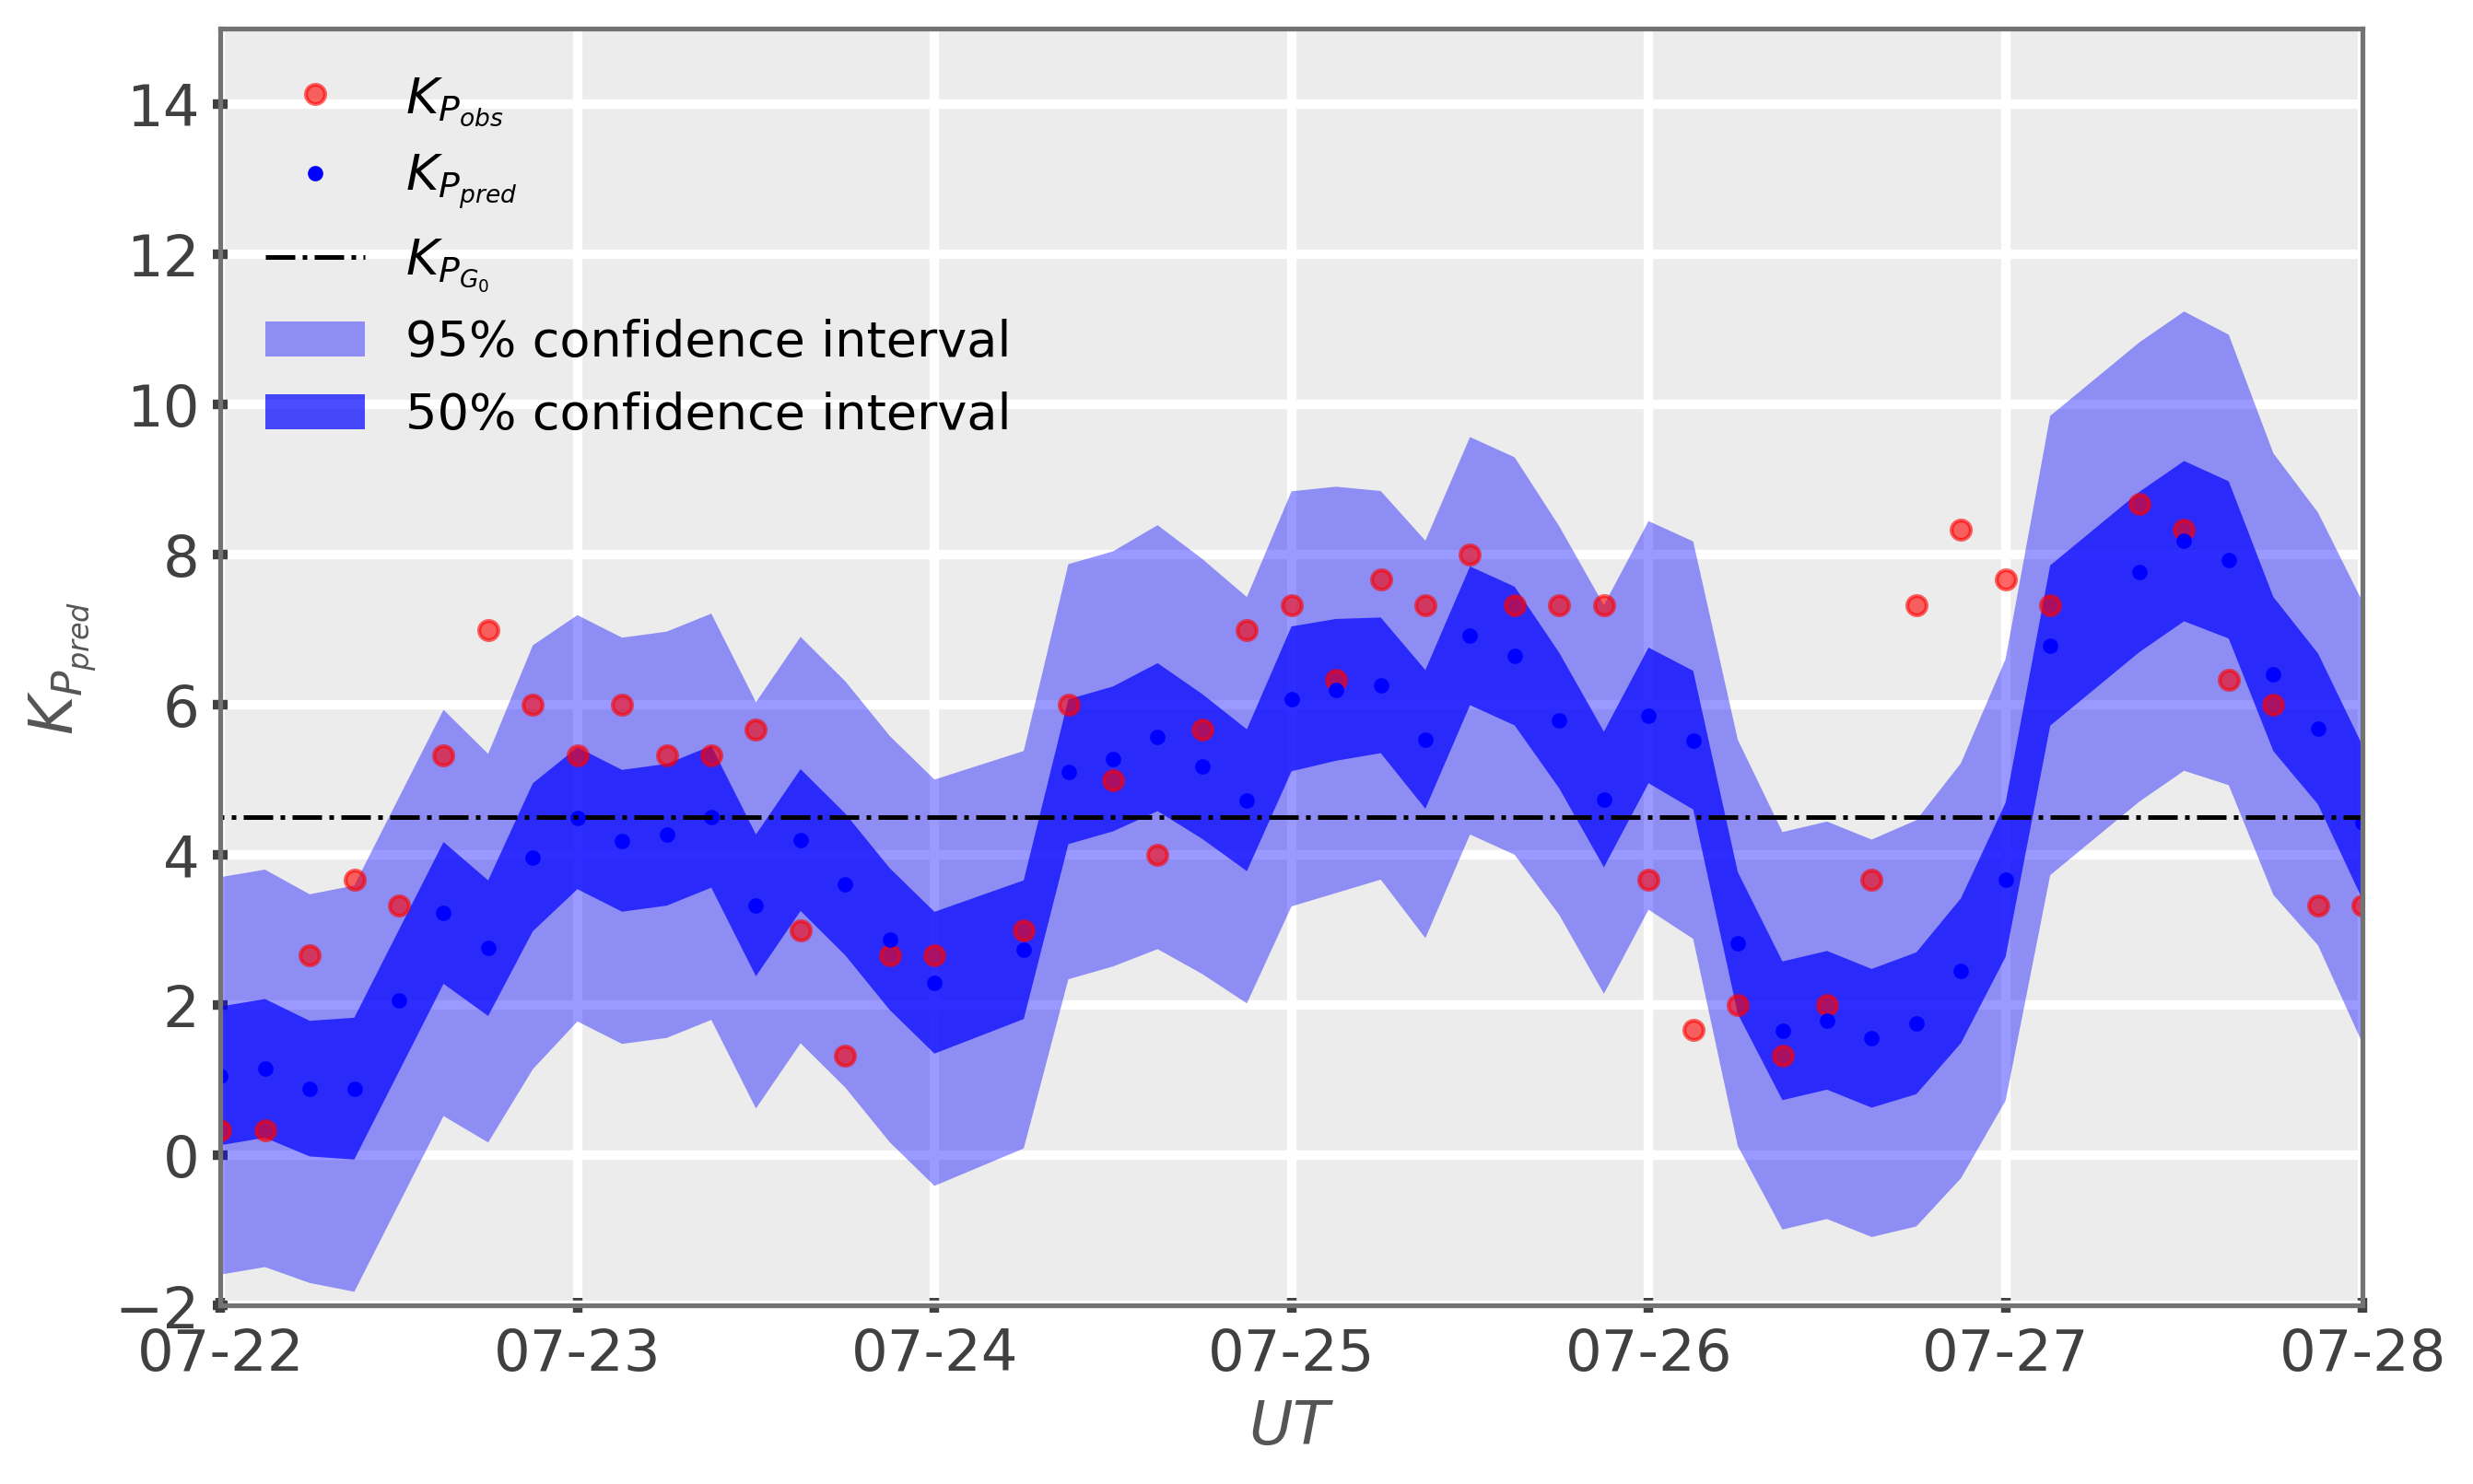 14
12
10
8
6
4
2
0
−2
K_{P_{pred}}
K_{P_{obs}}
K_{P_{pred}}
K_{P_{G_0}}
95% confidence interval
50% confidence interval
07-22 07-23 07-24 07-25 07-26 07-27 07-28
UT